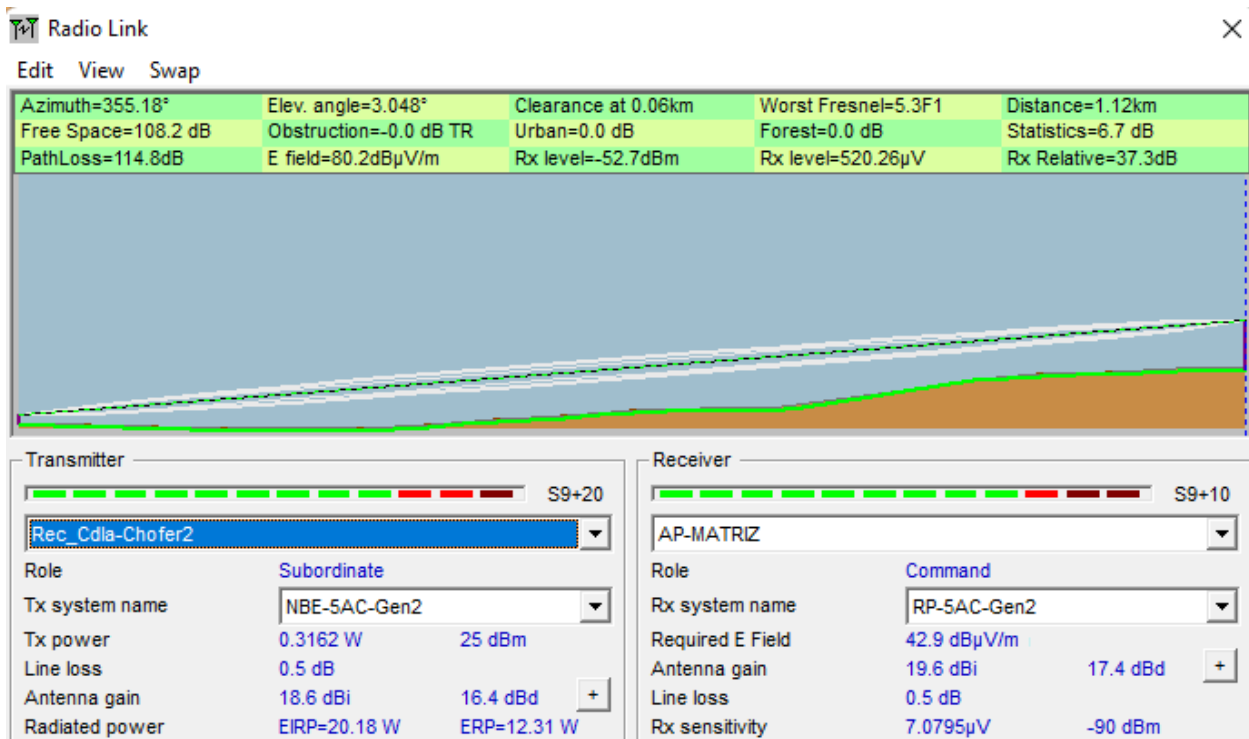 Radio Link
Edit View Swap
Azimuth=355.18° Elev. angle=3.048° Clearance at 0.06km Worst Fresnel=5.3F1 Distance=1.12km
Free Space=108.2 dB Obstruction=-0.0 dB TR Urban=0.0 dB Forest=0.0 dB Statistics=6.7 dB
PathLoss=114.8dB E field=80.2dBµV/m Rx level=-52.7dBm Rx level=520.26µV Rx Relative=37.3dB
Transmitter
S9+20
Rec_Cdla-Chofer2
Role Subordinate
Tx system name NBE-5AC-Gen2
Tx power 0.3162 W 25 dBm
Line loss 0.5 dB
Antenna gain 18.6 dBi 16.4 dBd +
Radiated power EIRP=20.18 W ERP=12.31 W
Receiver
S9+10
AP-MATRIZ
Role Command
Rx system name RP-5AC-Gen2
Required E Field 42.9 dBµV/m
Antenna gain 19.6 dBi 17.4 dBd +
Line loss 0.5 dB
Rx sensitivity 7.0795µV -90 dBm